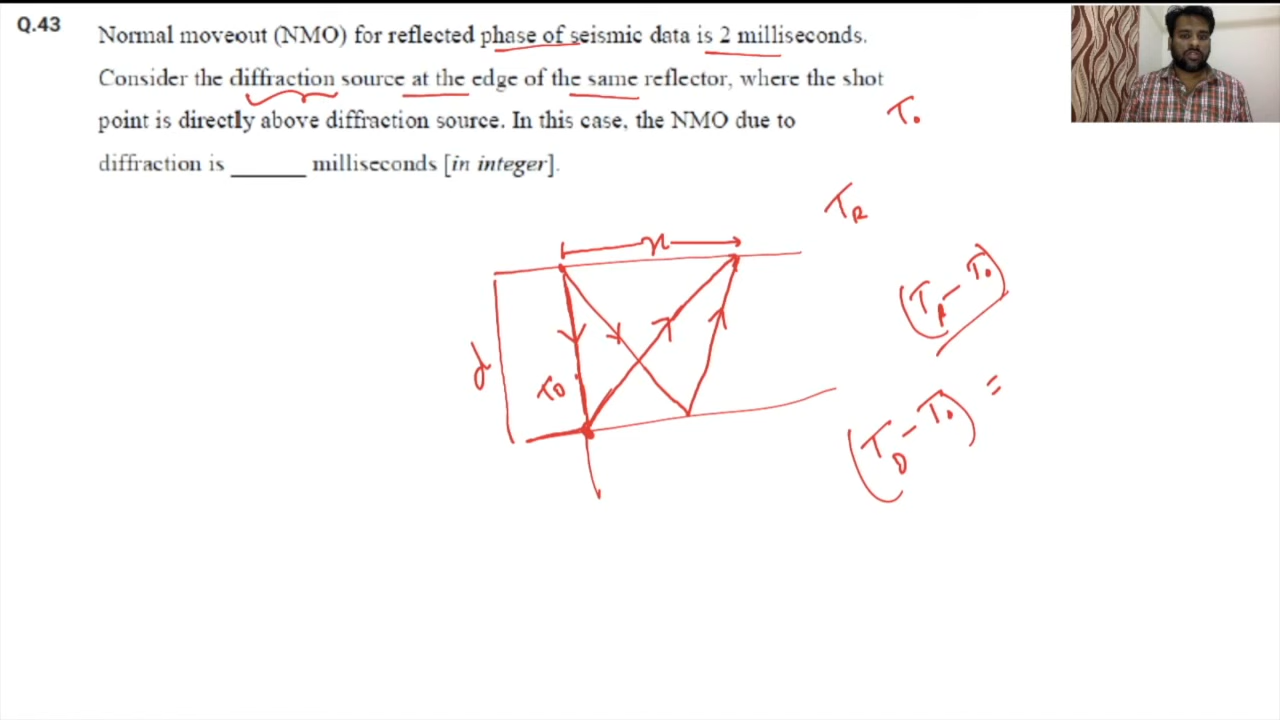 Q.43
Normal moveout (NMO) for reflected phase of seismic data is 2 milliseconds.
Consider the diffraction source at the edge of the same reflector, where the shot
point is directly above diffraction source. In this case, the NMO due to
diffraction is ______ milliseconds [in integer].
T₀
T_R
x
(T_R - T₀)
d
T₀
(T_D - T₀) =